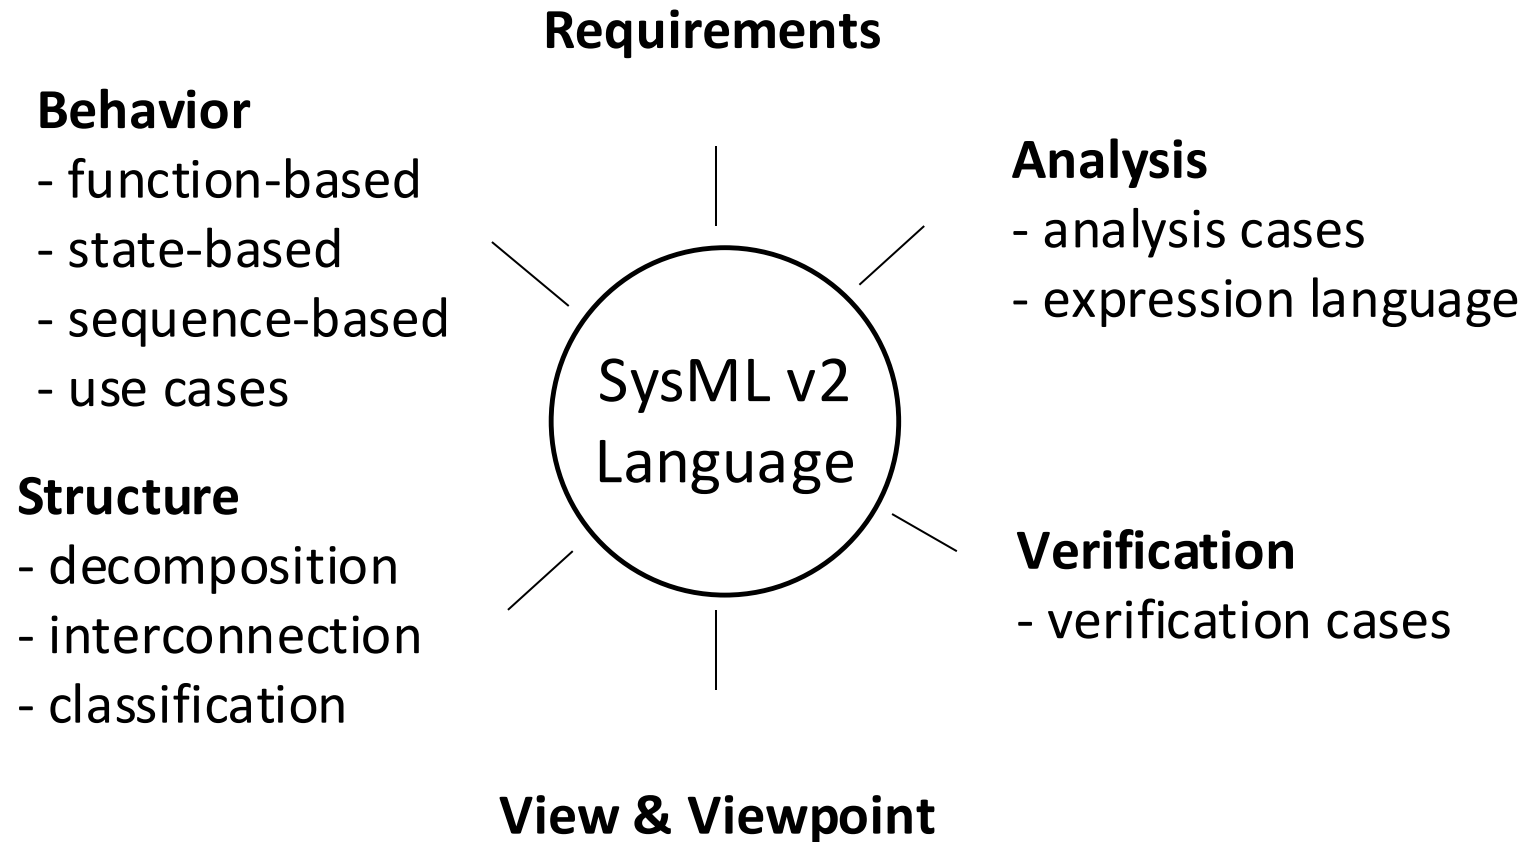 Requirements
Behavior
- function-based
- state-based
- sequence-based
- use cases
Analysis
- analysis cases
- expression language
SysML v2
Language
Structure
- decomposition
- interconnection
- classification
Verification
- verification cases
View & Viewpoint